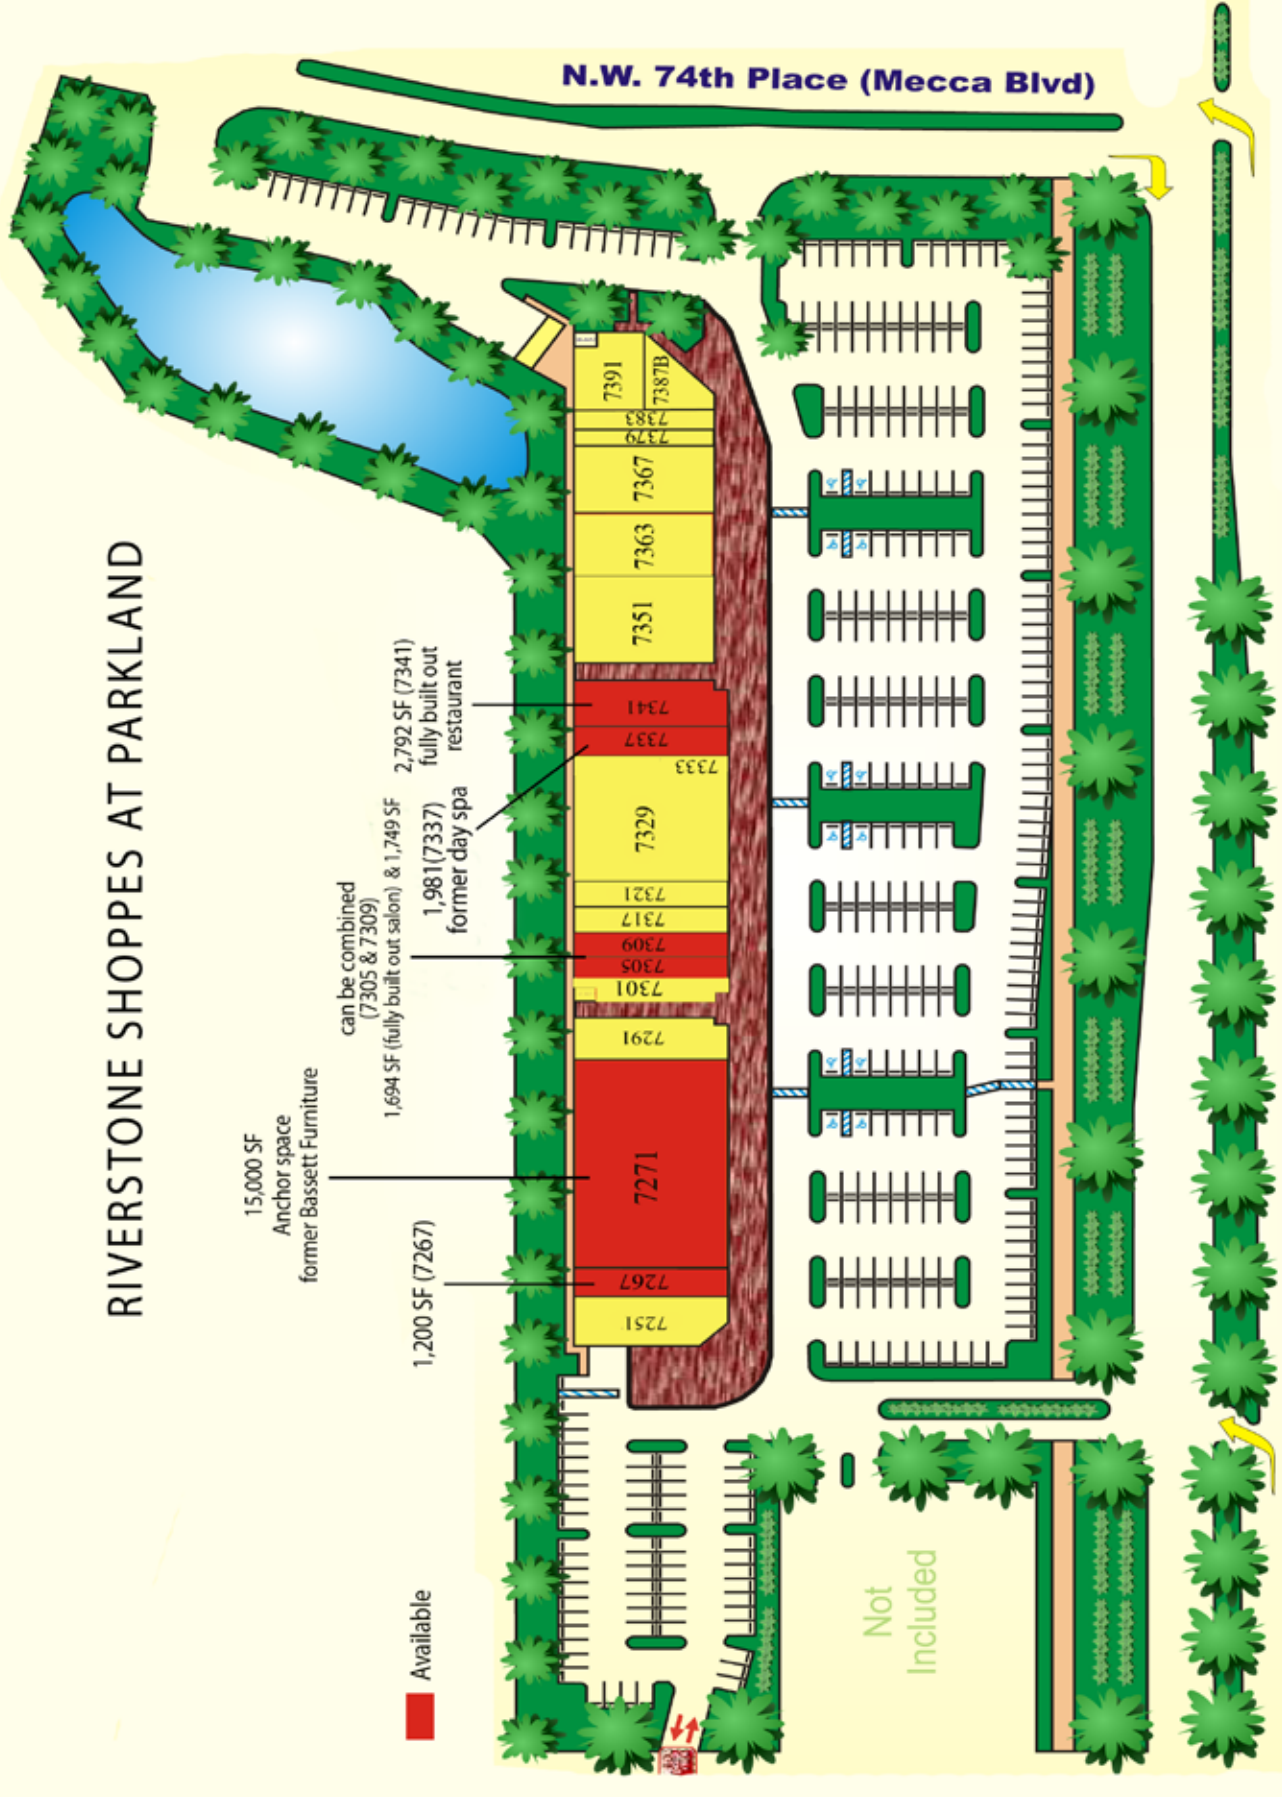 RIVERSTONE SHOPPES AT PARKLAND
N.W. 74th Place (Mecca Blvd)
15,000 SF
Anchor space
former Bassett Furniture
1,200 SF (7267)
can be combined
(7305 & 7309)
1,694 SF (fully built out salon) & 1,749 SF
1,981(7337)
former day spa
2,792 SF (7341)
fully built out
restaurant
7251
7267
7271
7291
7301
7305
7309
7317
7321
7329
7333
7337
7341
7351
7363
7367
7379
7383
7387B
7391
Available
Not
Included